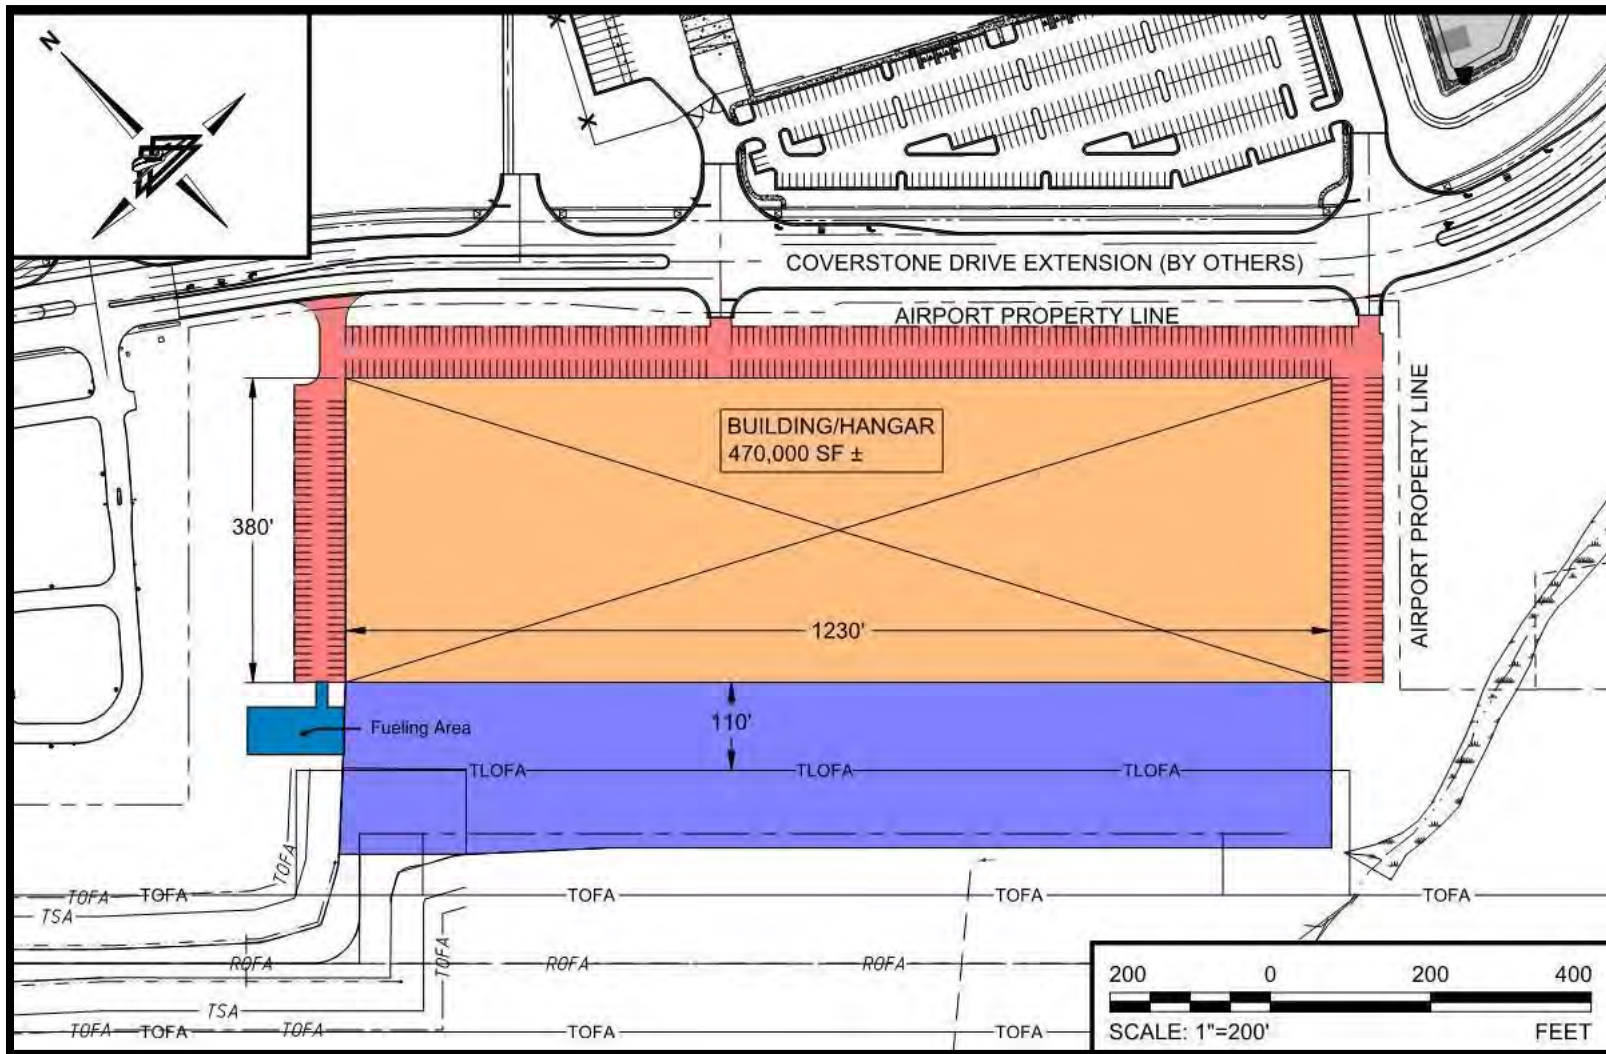 N
COVERSTONE DRIVE EXTENSION (BY OTHERS)
AIRPORT PROPERTY LINE
AIRPORT PROPERTY LINE
BUILDING/HANGAR
470,000 SF ±
380'
1230'
110'
Fueling Area
TLOFA TLOFA TLOFA
TOFA
TOFA TOFA TOFA TOFA TOFA
TSA
TOFA
ROFA ROFA ROFA
TSA
TOFA TOFA TOFA TOFA TOFA
200 0 200 400
SCALE: 1"=200' FEET